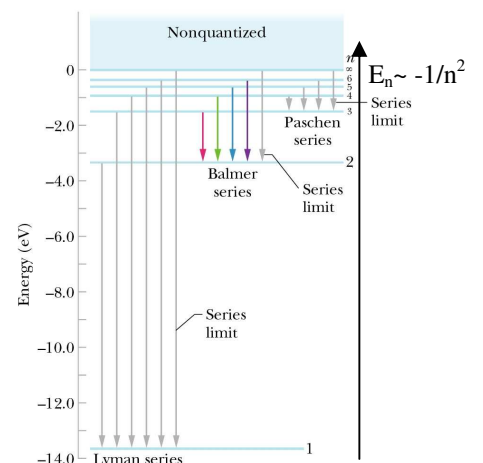 Nonquantized
n
∞
6
5
4
3
2
1
E_n~ -1/n²
0
−2.0
−4.0
−6.0
−8.0
−10.0
−12.0
−14.0
Energy (eV)
Series
limit
Paschen
series
Balmer
series
Series
limit
Series
limit
Lyman series